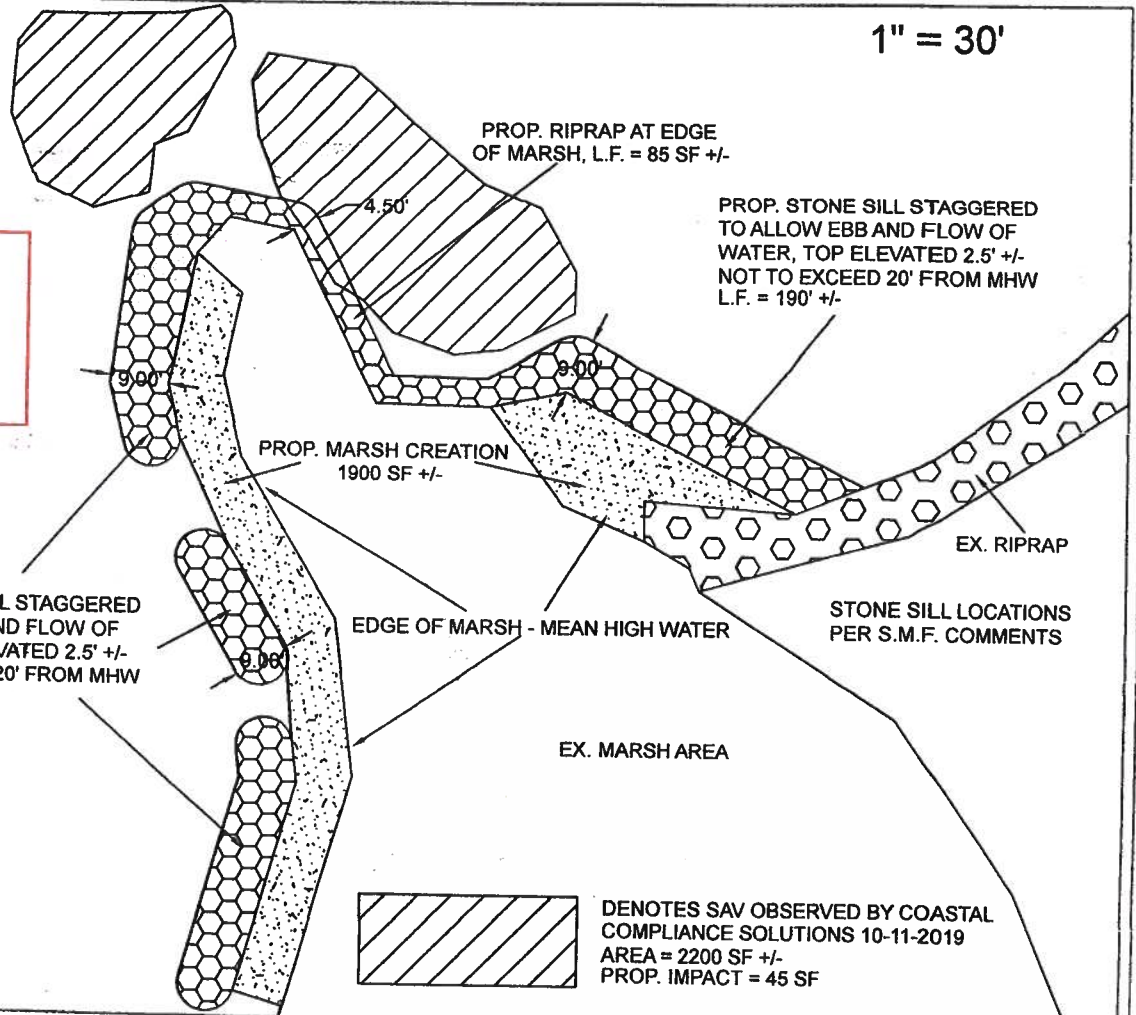 1" = 30'
PROP. RIPRAP AT EDGE
OF MARSH, L.F. = 85 SF +/-
4.50'
PROP. STONE SILL STAGGERED
TO ALLOW EBB AND FLOW OF
WATER, TOP ELEVATED 2.5' +/-
NOT TO EXCEED 20' FROM MHW
L.F. = 190' +/-
9.00'
9.00'
PROP. MARSH CREATION
1900 SF +/-
EX. RIPRAP
L STAGGERED
ND FLOW OF
VATED 2.5' +/-
20' FROM MHW
EDGE OF MARSH - MEAN HIGH WATER
STONE SILL LOCATIONS
PER S.M.F. COMMENTS
9.00'
EX. MARSH AREA
DENOTES SAV OBSERVED BY COASTAL
COMPLIANCE SOLUTIONS 10-11-2019
AREA = 2200 SF +/-
PROP. IMPACT = 45 SF